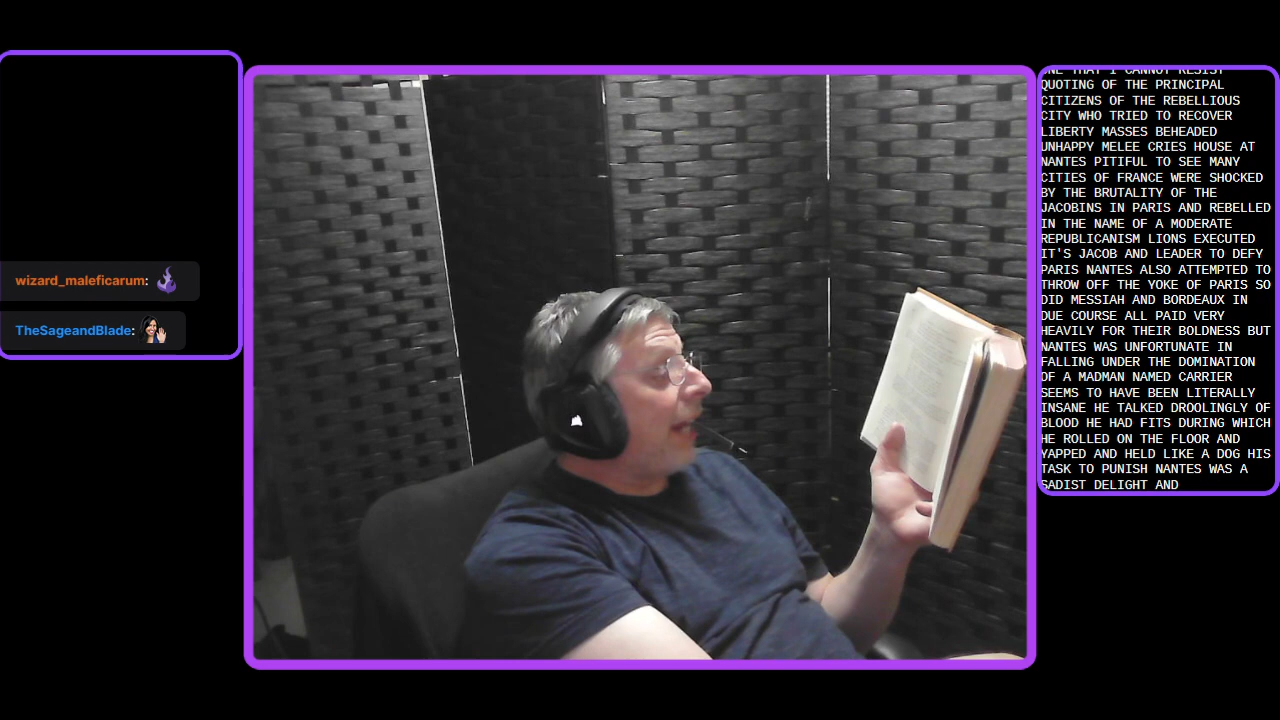 wizard_maleficarum:
TheSageandBlade:
ONE THAT I CANNOT RESIST
QUOTING OF THE PRINCIPAL
CITIZENS OF THE REBELLIOUS
CITY WHO TRIED TO RECOVER
LIBERTY MASSES BEHEADED
UNHAPPY MELEE CRIES HOUSE AT
NANTES PITIFUL TO SEE MANY
CITIES OF FRANCE WERE SHOCKED
BY THE BRUTALITY OF THE
JACOBINS IN PARIS AND REBELLED
IN THE NAME OF A MODERATE
REPUBLICANISM LIONS EXECUTED
IT'S JACOB AND LEADER TO DEFY
PARIS NANTES ALSO ATTEMPTED TO
THROW OFF THE YOKE OF PARIS SO
DID MESSIAH AND BORDEAUX IN
DUE COURSE ALL PAID VERY
HEAVILY FOR THEIR BOLDNESS BUT
NANTES WAS UNFORTUNATE IN
FALLING UNDER THE DOMINATION
OF A MADMAN NAMED CARRIER
SEEMS TO HAVE BEEN LITERALLY
INSANE HE TALKED DROOLINGLY OF
BLOOD HE HAD FITS DURING WHICH
HE ROLLED ON THE FLOOR AND
YAPPED AND HELD LIKE A DOG HIS
TASK TO PUNISH NANTES WAS A
SADIST DELIGHT AND